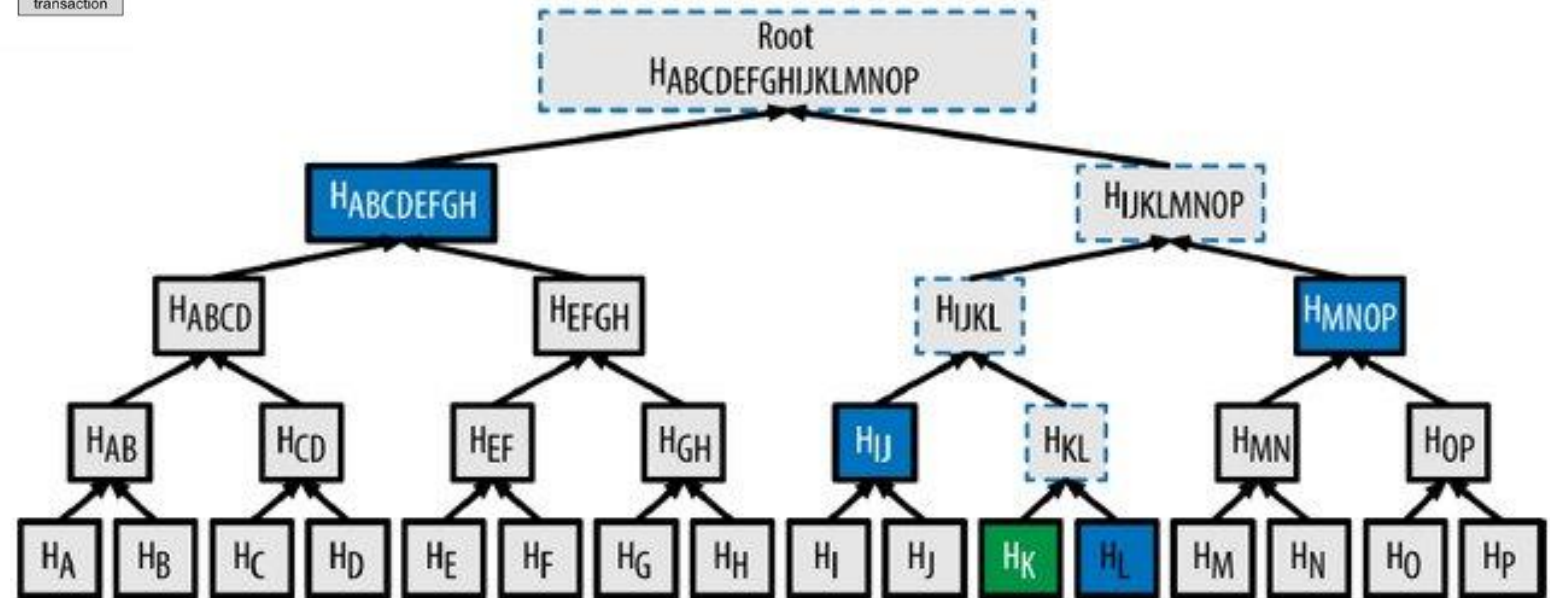 transaction
Root
HABCDEFGHIJKLMNOP
HABCDEFGH
HIJKLMNOP
HABCD
HEFGH
HIJKL
HMNOP
HAB
HCD
HEF
HGH
HIJ
HKL
HMN
HOP
HA
HB
HC
HD
HE
HF
HG
HH
HI
HJ
HK
HL
HM
HN
HO
HP